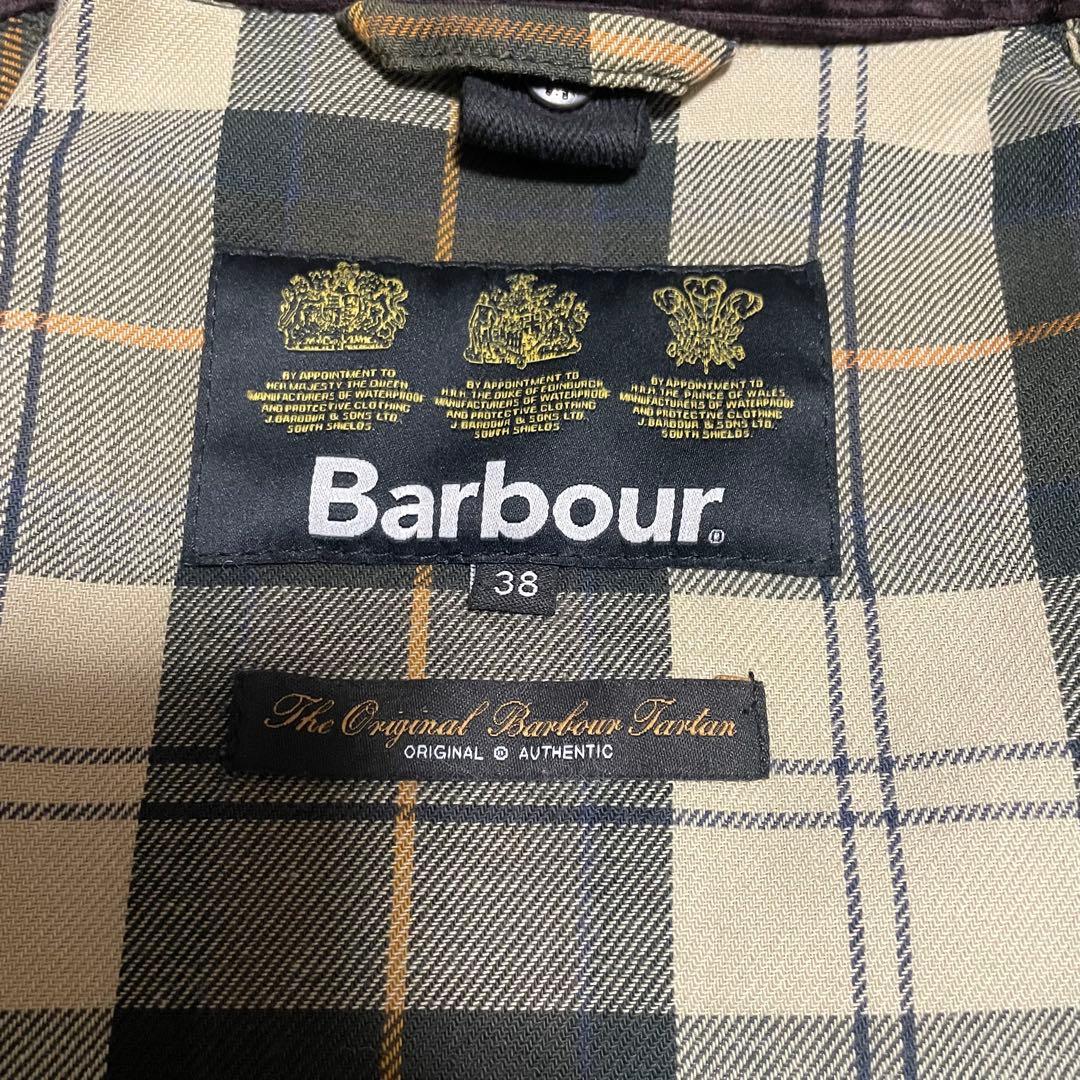 BY APPOINTMENT TO
HER MAJESTY THE QUEEN
MANUFACTURERS OF WATERPROOF
AND PROTECTIVE CLOTHING
J. BARBOUR & SONS LTD.
SOUTH SHIELDS
BY APPOINTMENT TO
H.R.H. THE DUKE OF EDINBURGH
MANUFACTURERS OF WATERPROOF
AND PROTECTIVE CLOTHING
J. BARBOUR & SONS LTD.
SOUTH SHIELDS
BY APPOINTMENT TO
H.R.H. THE PRINCE OF WALES
MANUFACTURERS OF WATERPROOF
AND PROTECTIVE CLOTHING
J. BARBOUR & SONS LTD.
SOUTH SHIELDS.
Barbour®
38
The Original Barbour Tartan
ORIGINAL AUTHENTIC